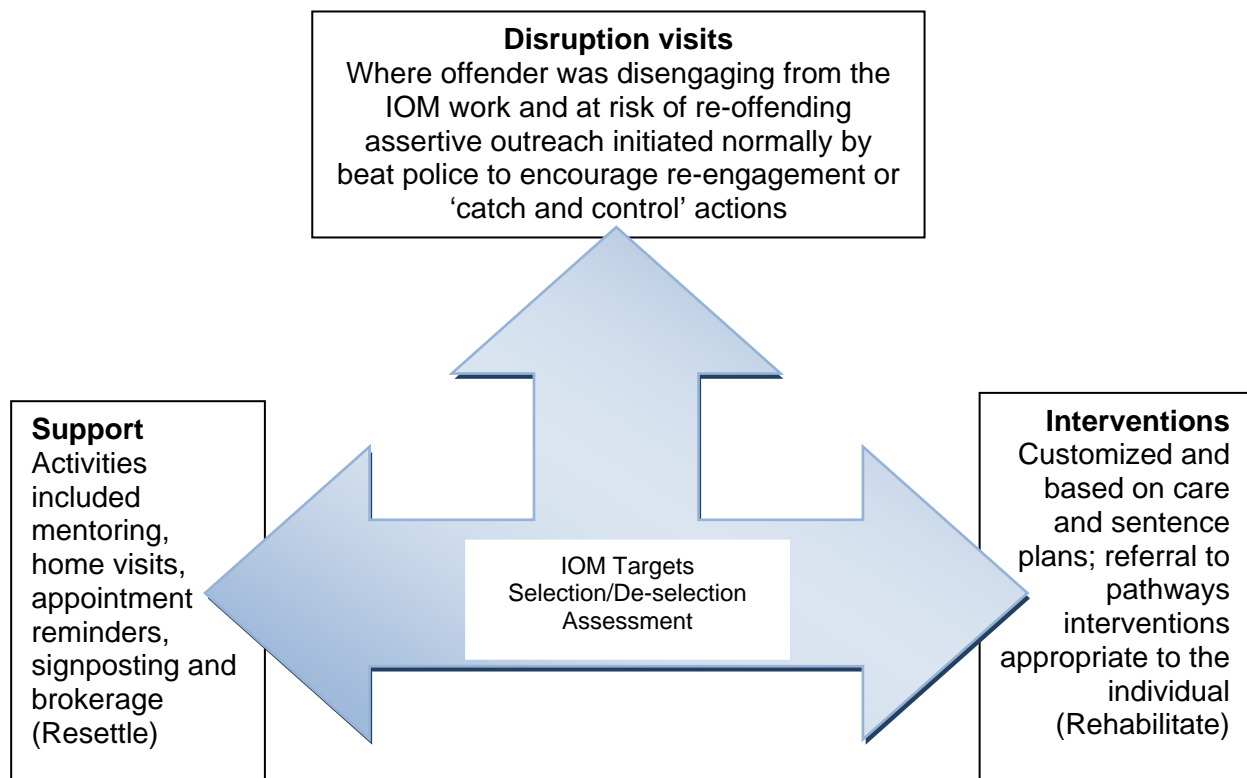 Disruption visits
Where offender was disengaging from the
IOM work and at risk of re-offending
assertive outreach initiated normally by
beat police to encourage re-engagement or
‘catch and control’ actions
Support
Activities
included
mentoring,
home visits,
appointment
reminders,
signposting and
brokerage
(Resettle)
IOM Targets
Selection/De-selection
Assessment
Interventions
Customized and
based on care
and sentence
plans; referral to
pathways
interventions
appropriate to the
individual
(Rehabilitate)